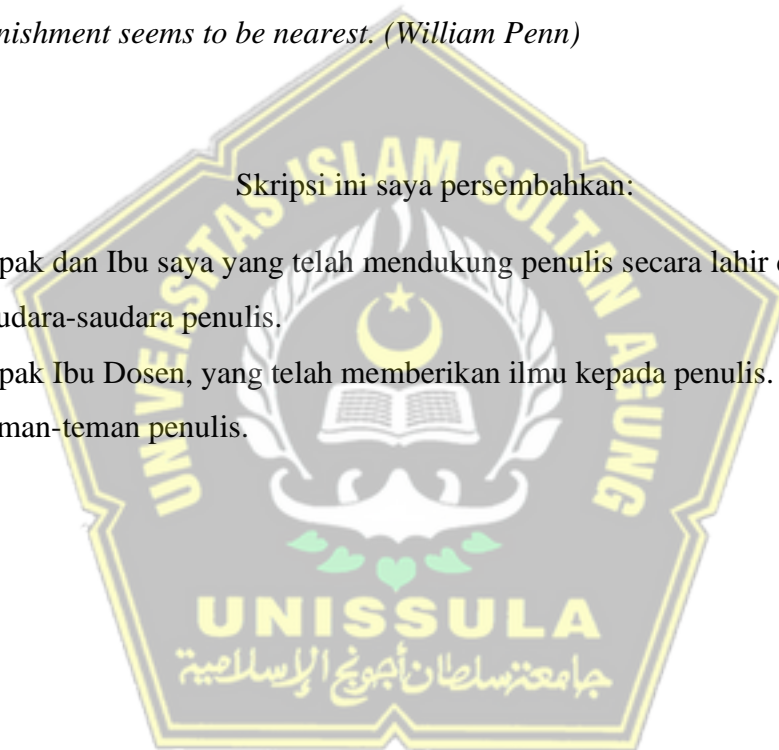 nishment seems to be nearest. (William Penn)
Skripsi ini saya persembahkan:
pak dan Ibu saya yang telah mendukung penulis secara lahir
udara-saudara penulis.
pak Ibu Dosen, yang telah memberikan ilmu kepada penulis.
man-teman penulis.
UNIVERSITAS ISLAM SULTAN AGUNG
UNISSULA
جامعة سلطان أجونج الإسلامية